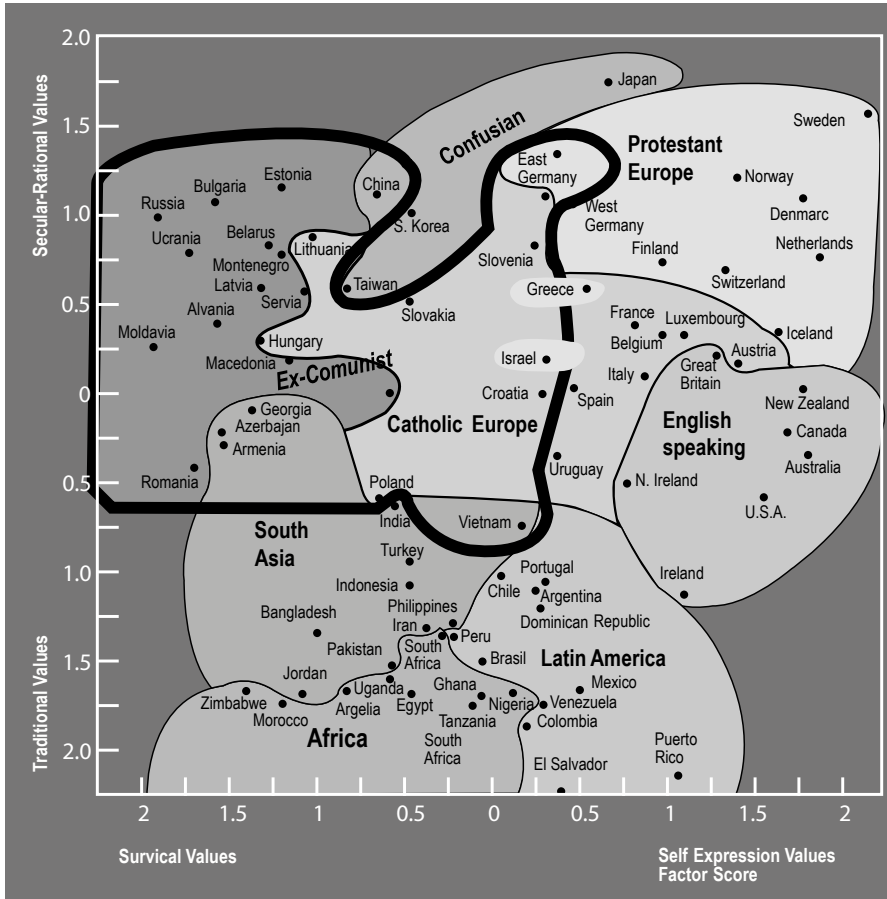 2.0
Secular-Rational Values
1.5
1.0
0.5
0
0.5
1.0
1.5
2.0
Traditional Values
Japan
Confusian
Sweden
Protestant
Europe
East
Germany
Norway
Estonia
China
Bulgaria
Russia
Denmarc
West
Germany
S. Korea
Ucrania
Belarus
Lithuania
Netherlands
Finland
Slovenia
Montenegro
Switzerland
Latvia
Servia
Taiwan
Greece
Slovakia
Alvania
France
Luxembourg
Moldavia
Hungary
Belgium
Iceland
Macedonia
Israel
Great
Britain
Austria
Ex-Comunist
Italy
Croatia
Spain
New Zealand
Georgia
Azerbajan
Catholic Europe
English
speaking
Canada
Armenia
Australia
Romania
Uruguay
N. Ireland
Poland
U.S.A.
India
Vietnam
South
Asia
Turkey
Portugal
Ireland
Indonesia
Chile
Argentina
Philippines
Dominican Republic
Bangladesh
Iran
Pakistan
South
Africa
Peru
Brasil
Latin America
Jordan
Uganda
Ghana
Mexico
Zimbabwe
Argelia
Egypt
Nigeria
Venezuela
Morocco
Tanzania
Colombia
Africa
South
Africa
El Salvador
Puerto
Rico
2
1.5
1
0.5
0
0.5
1
1.5
2
Survical Values
Self Expression Values
Factor Score